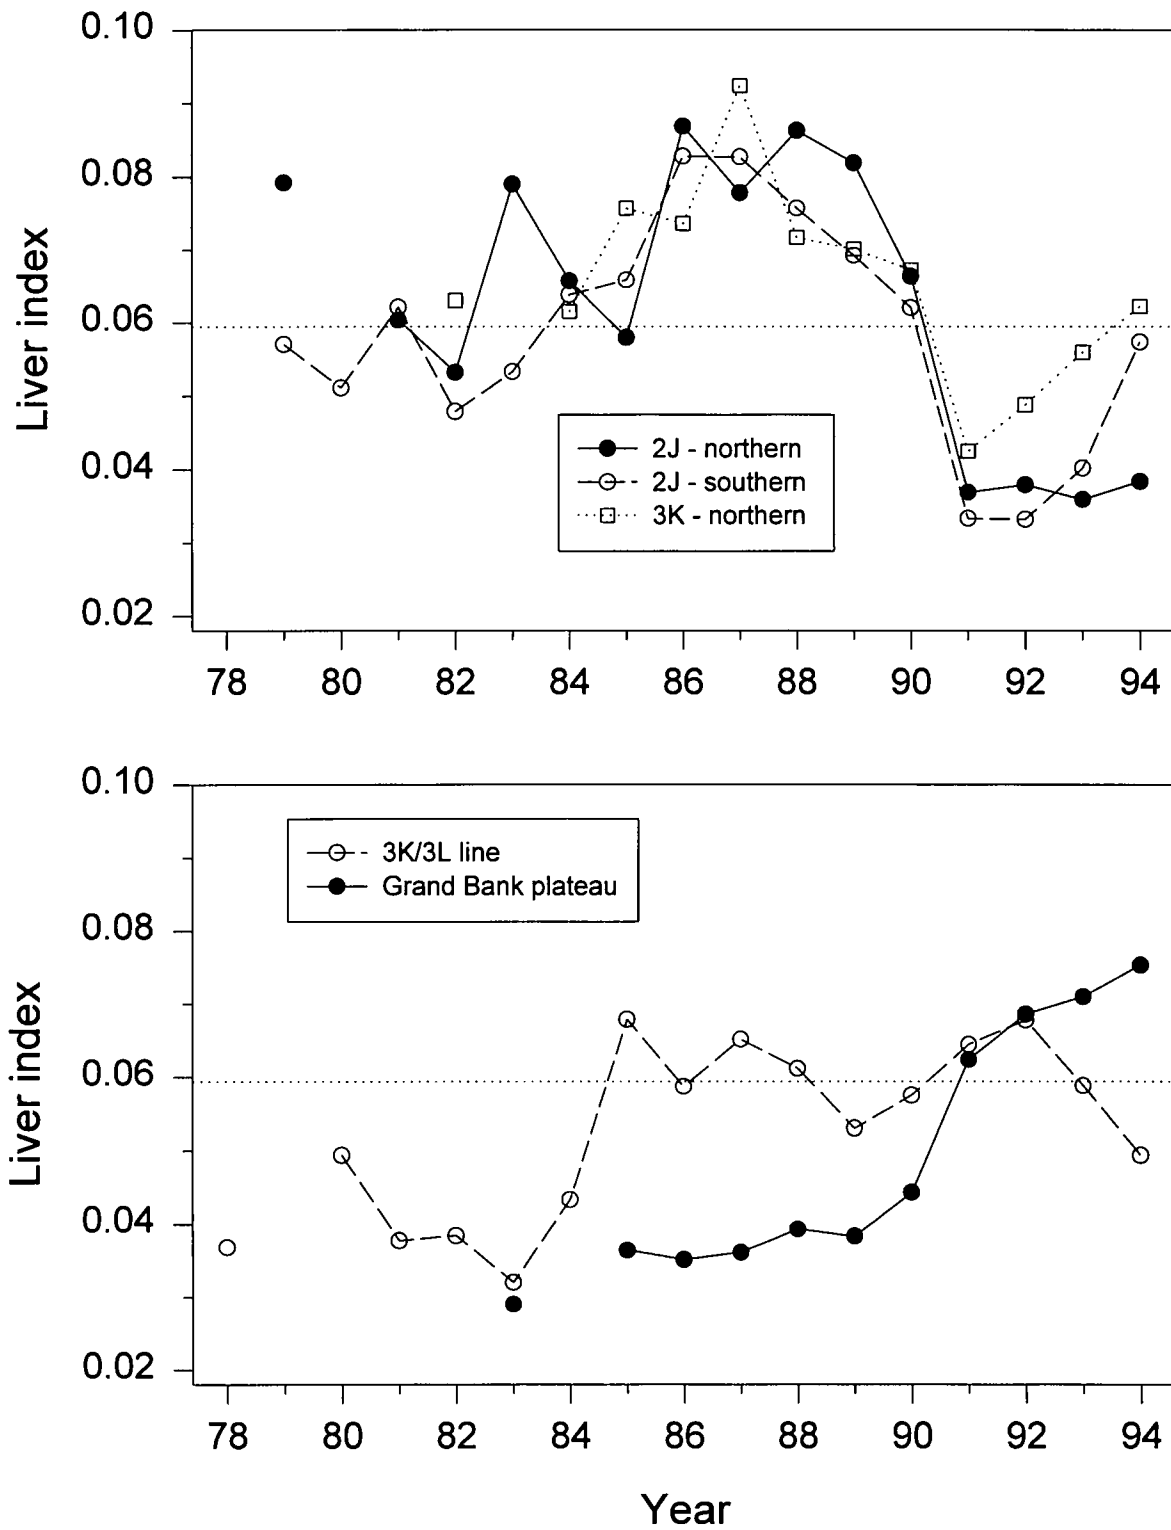 0.10
0.08
0.06
0.04
0.02
Liver index
2J - northern
2J - southern
3K - northern
78 80 82 84 86 88 90 92 94
0.10
0.08
0.06
0.04
0.02
Liver index
3K/3L line
Grand Bank plateau
78 80 82 84 86 88 90 92 94
Year